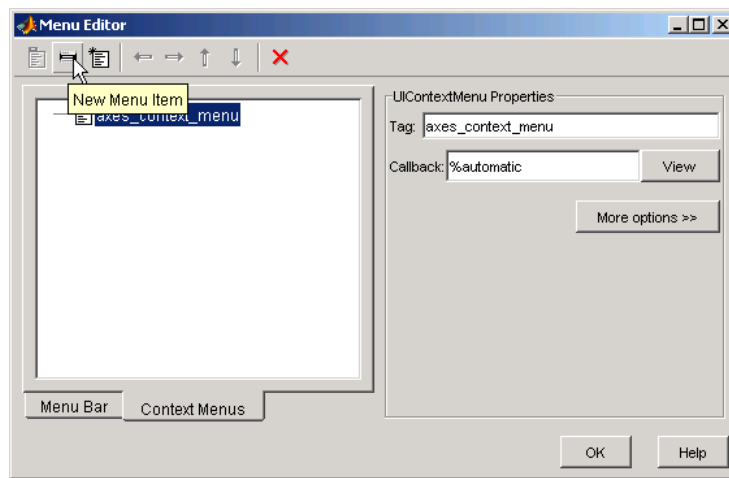 Menu Editor
New Menu Item
axes_context_menu
UIContextMenu Properties
Tag: axes_context_menu
Callback: %automatic View
More options >>
Menu Bar Context Menus
OK Help